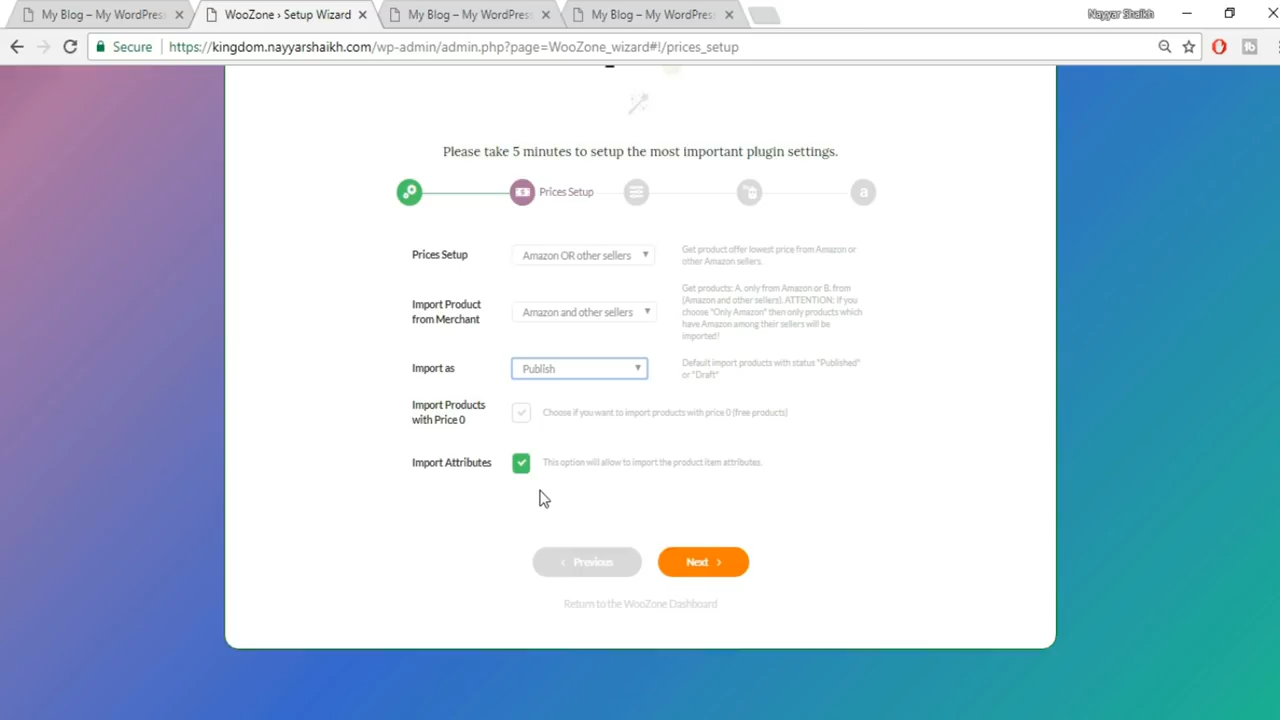 My Blog – My WordPress
WooZone › Setup Wizard
My Blog – My WordPress
My Blog – My WordPress
Nayyar Shaikh
Secure
https://kingdom.nayyarshaikh.com/wp-admin/admin.php?page=WooZone_wizard#!/prices_setup
Please take 5 minutes to setup the most important plugin settings.
Prices Setup
a
Prices Setup
Amazon OR other sellers
Get product offer lowest price from Amazon or
other Amazon sellers.
Import Product
from Merchant
Amazon and other sellers
Get products: A. only from Amazon or B. from
(Amazon and other sellers). ATTENTION: If you
choose "Only Amazon" then only products which
have Amazon among their sellers will be
imported!
Import as
Publish
Default import products with status "Published"
or "Draft"
Import Products
with Price 0
Choose if you want to import products with price 0 (free products)
Import Attributes
This option will allow to import the product item attributes.
‹ Previous
Next ›
Return to the WooZone Dashboard